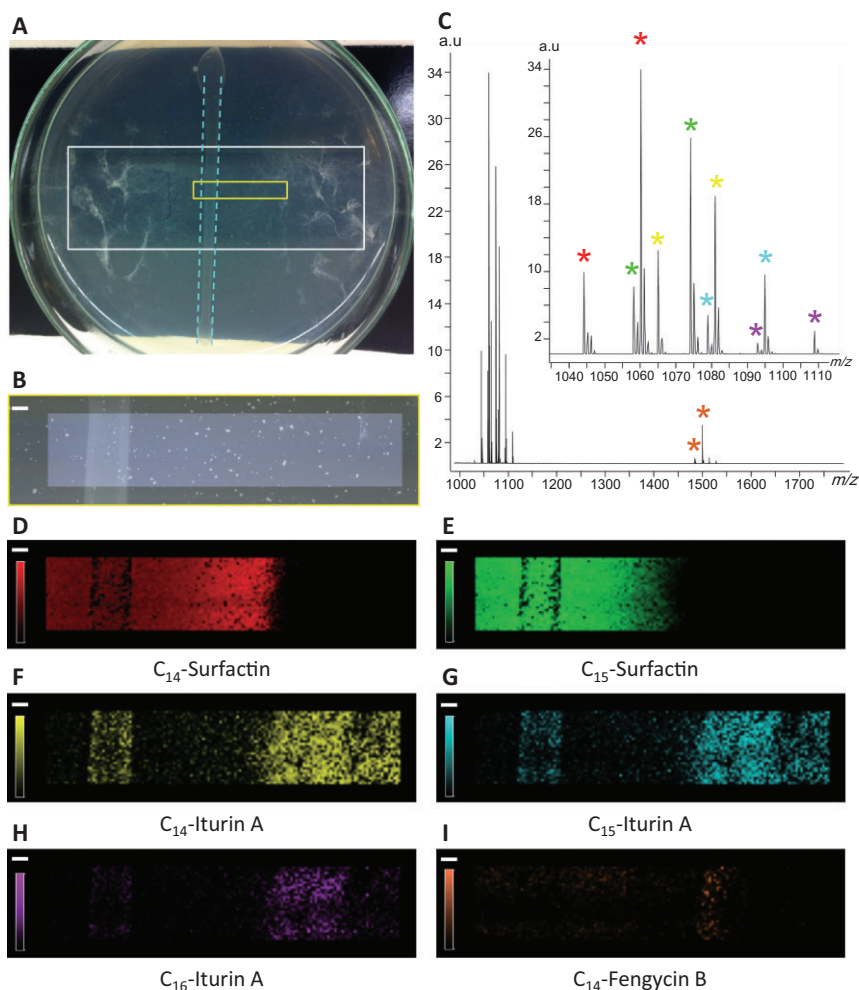 A
C
a.u
34
30
26
22
18
14
10
6
2
1000 1100 1200 1300 1400 1500 1600 1700 m/z
a.u
34
26
18
10
2
1040 1050 1060 1070 1080 1090 1100 1110 m/z
B
D
C₁₄-Surfactin
E
C₁₅-Surfactin
F
C₁₄-Iturin A
G
C₁₅-Iturin A
H
C₁₆-Iturin A
I
C₁₄-Fengycin B